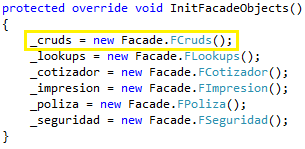 protected override void InitFacadeObjects()
{
    _cruds = new Facade.FCruds();
    _lookups = new Facade.FLookups();
    _cotizador = new Facade.FCotizador();
    _impresion = new Facade.FImpresion();
    _poliza = new Facade.FPoliza();
    _seguridad = new Facade.FSeguridad();
}